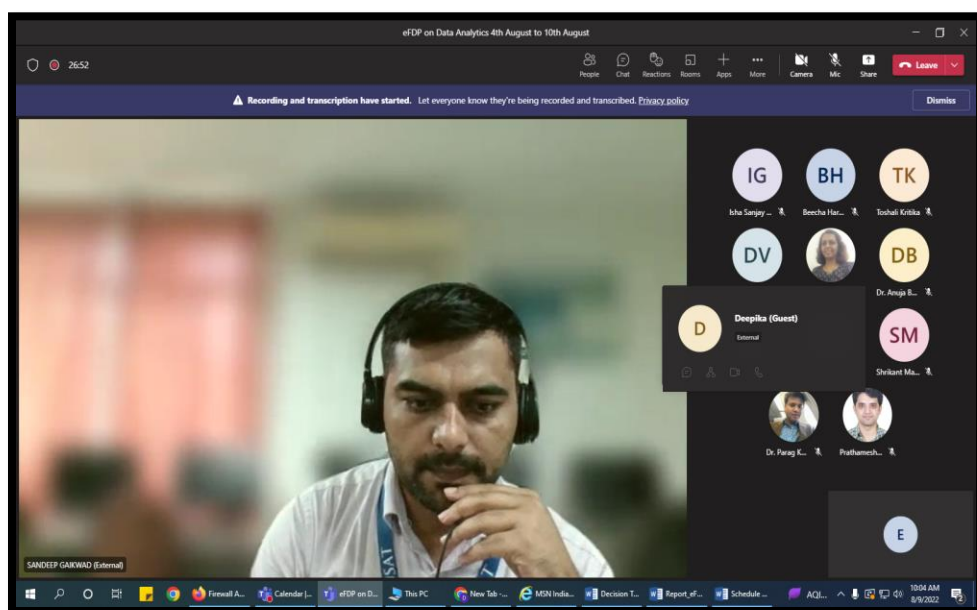 eFDP on Data Analytics 4th August to 10th August
26:52
People Chat Reactions Rooms Apps More Camera Mic Share Leave
Recording and transcription have started. Let everyone know they're being recorded and transcribed. Privacy policy Dismiss
IG BH TK
Isha Sanjay ... Beecha Har... Toshali Kritika
DV DB
Dr. Anuja B...
D Deepika (Guest)
External
SM
Shrikant Ma...
Dr. Parag K... Prathamesh...
E
SAT
SANDEEP GAIKWAD (External)
Firewall A... Calendar |... eFDP on D... This PC New Tab -... MSN India... Decision T... Report_eF... Schedule ... AQI...
10:04 AM
8/9/2022